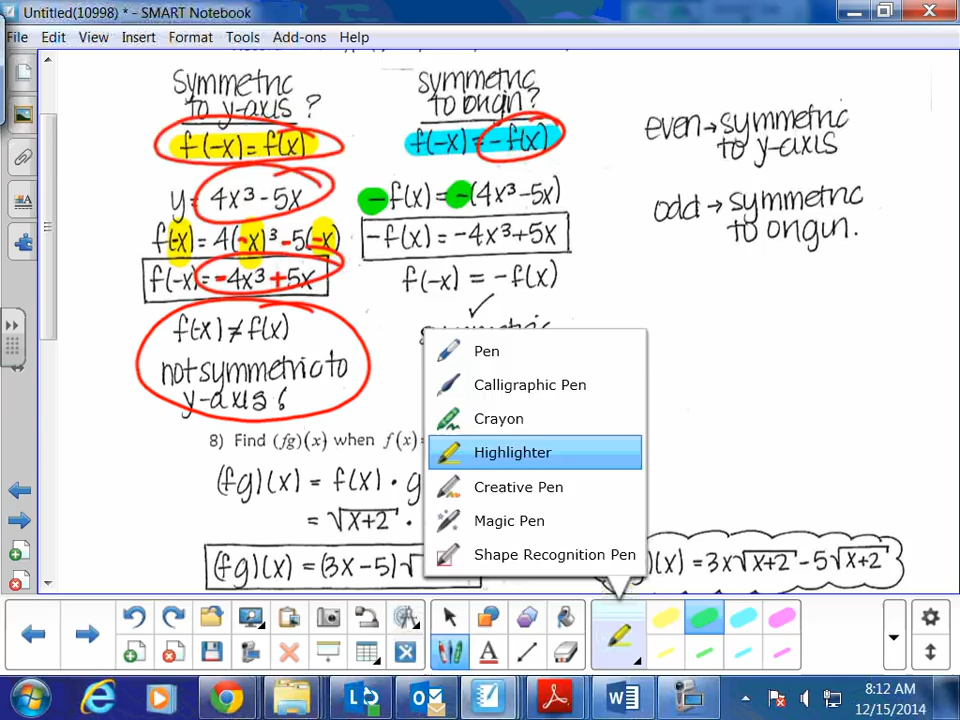 Untitled(10998) * - SMART Notebook
File Edit View Insert Format Tools Add-ons Help
Symmetric
to y-axis ?
f(-x) = f(x)
y = 4x³ - 5x
f(-x) = 4(-x)³ - 5(-x)
f(-x) = -4x³ + 5x
f(-x) ≠ f(x)
not symmetric to
y-axis
symmetric
to origin?
f(-x) = -f(x)
-f(x) = -(4x³ - 5x)
-f(x) = -4x³ + 5x
f(-x) = -f(x)
✓
symmetric
even → symmetric
to y-axis
odd → symmetric
to origin.
8) Find (fg)(x) when f(x)
(fg)(x) = f(x) · g
= √x+2 ·
(fg)(x) = (3x - 5)√
)(x) = 3x√x+2 - 5√x+2
Pen
Calligraphic Pen
Crayon
Highlighter
Creative Pen
Magic Pen
Shape Recognition Pen
8:12 AM
12/15/2014